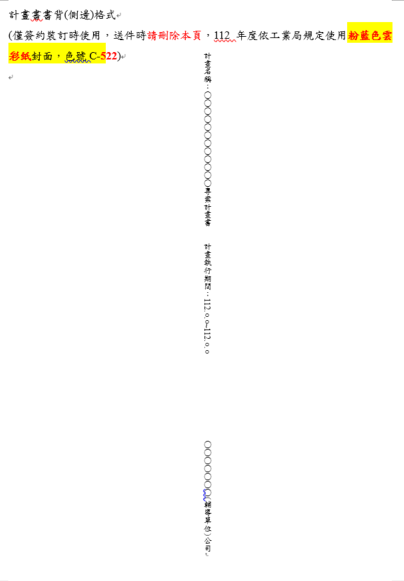 計畫書書背(側邊)格式
(僅簽約裝訂時使用，送件時請刪除本頁，112 年度依工業局規定使用粉藍色雲
彩紙封面，色號 C-522)
計畫名稱：○○○○○○○○○○○○專案計畫書
計畫執行期間：112.○.○~112.○.○
○○○○○○○(輔導單位)公司